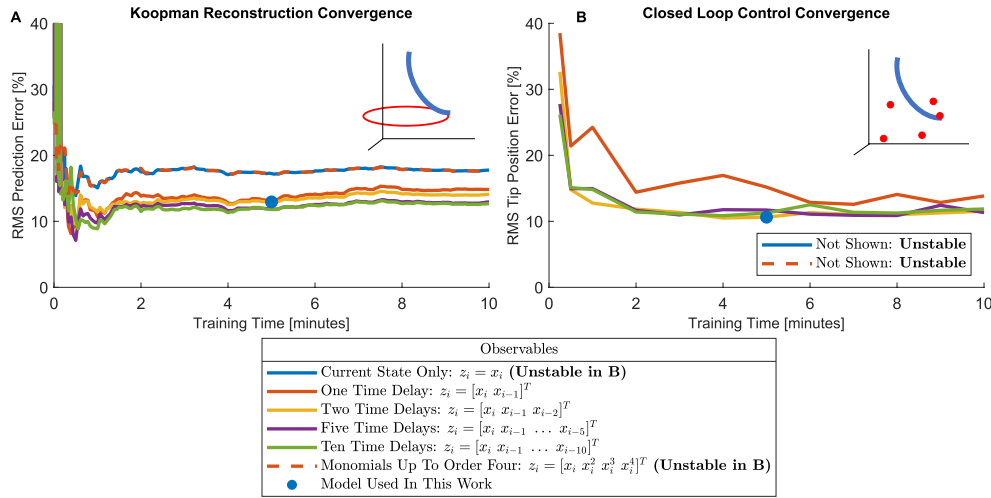 A
Koopman Reconstruction Convergence
RMS Prediction Error [%]
40
30
20
10
0
0 2 4 6 8 10
Training Time [minutes]
B
Closed Loop Control Convergence
RMS Tip Position Error [%]
40
30
20
10
0
Not Shown: Unstable
Not Shown: Unstable
0 2 4 6 8 10
Training Time [minutes]
Observables
Current State Only: $z_i = x_i$ (Unstable in B)
One Time Delay: $z_i = [x_i \; x_{i-1}]^T$
Two Time Delays: $z_i = [x_i \; x_{i-1} \; x_{i-2}]^T$
Five Time Delays: $z_i = [x_i \; x_{i-1} \; \ldots \; x_{i-5}]^T$
Ten Time Delays: $z_i = [x_i \; x_{i-1} \; \ldots \; x_{i-10}]^T$
Monomials Up To Order Four: $z_i = [x_i \; x_i^2 \; x_i^3 \; x_i^4]^T$ (Unstable in B)
Model Used In This Work